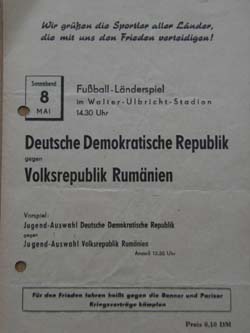 Wir grüßen die Sportler aller Länder,
die mit uns den Frieden verteidigen!
Sonnabend
8
MAI
Fußball-Länderspiel
im Walter-Ulbricht-Stadion
14.30 Uhr
Deutsche Demokratische Republik
gegen
Volksrepublik Rumänien
Vorspiel:
Jugend-Auswahl Deutsche Demokratische Republik
gegen
Jugend-Auswahl Volksrepublik Rumänien
Anstoß 12.30 Uhr
Für den Frieden fahren heißt gegen die Bonner und Pariser
Kriegsverträge kämpfen
Preis 0,10 DM